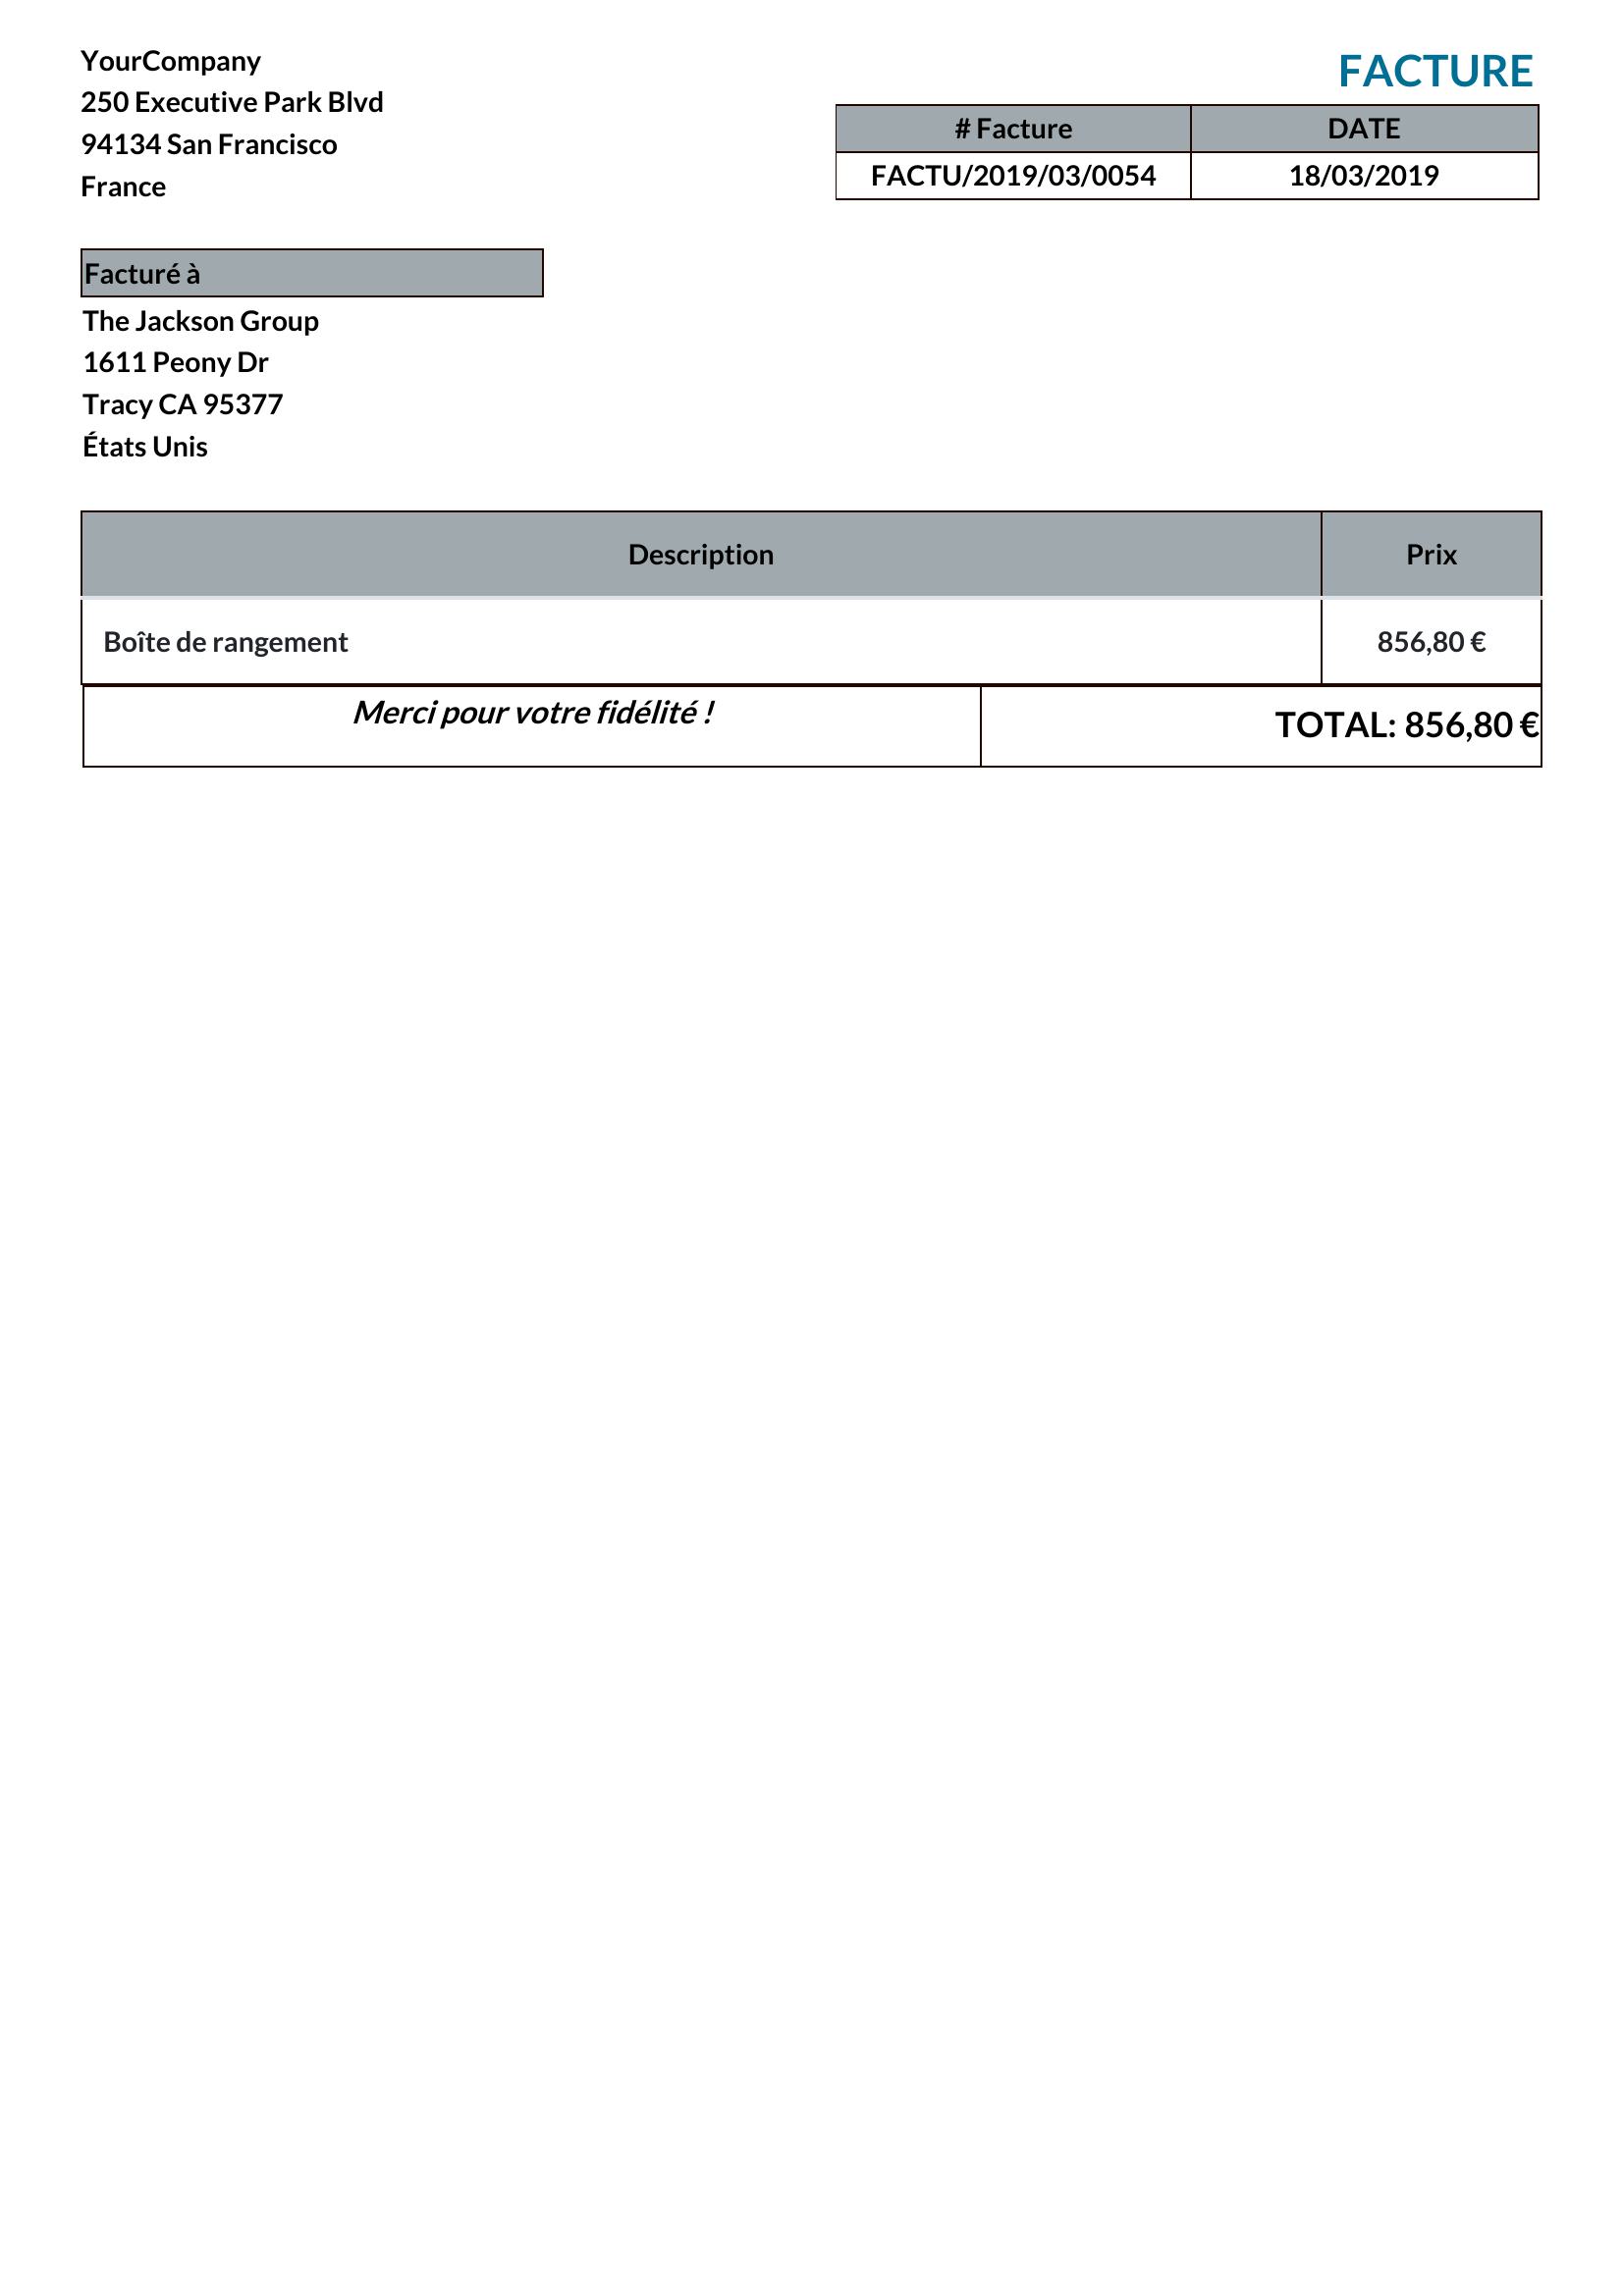 YourCompany
250 Executive Park Blvd
94134 San Francisco
France
FACTURE
# Facture DATE
FACTU/2019/03/0054 18/03/2019
Facturé à
The Jackson Group
1611 Peony Dr
Tracy CA 95377
États Unis
Description Prix
Boîte de rangement 856,80 €
Merci pour votre fidélité !
TOTAL: 856,80 €